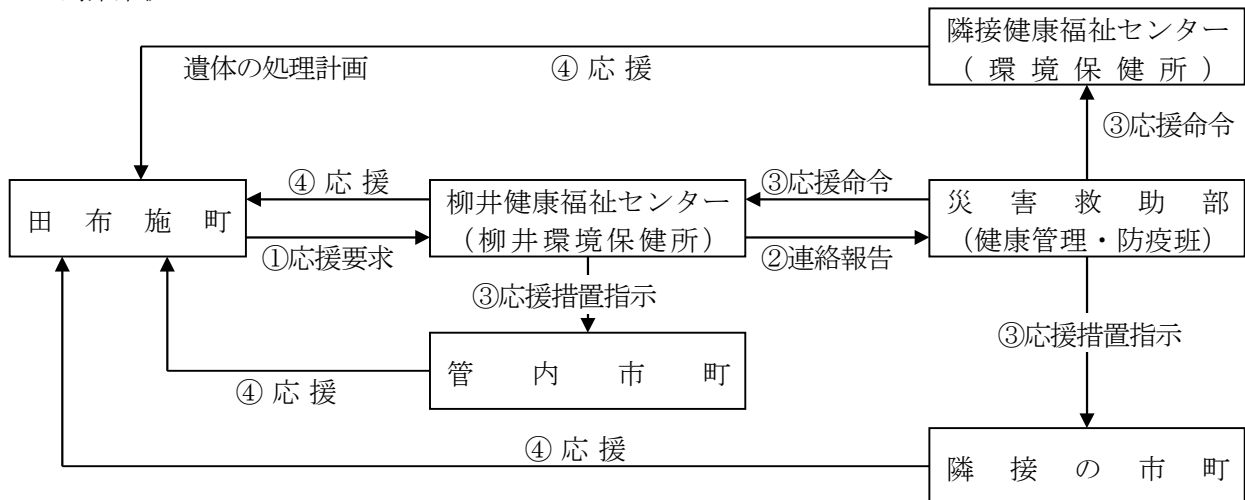 隣接健康福祉センター
（環境保健所）
遺体の処理計画
④ 応 援
③応援命令
④ 応 援
③応援命令
田布施町
柳井健康福祉センター
（柳井環境保健所）
災害救助部
（健康管理・防疫班）
①応援要求
②連絡報告
③応援措置指示
③応援措置指示
管内市町
④ 応 援
④ 応 援
隣接の市町